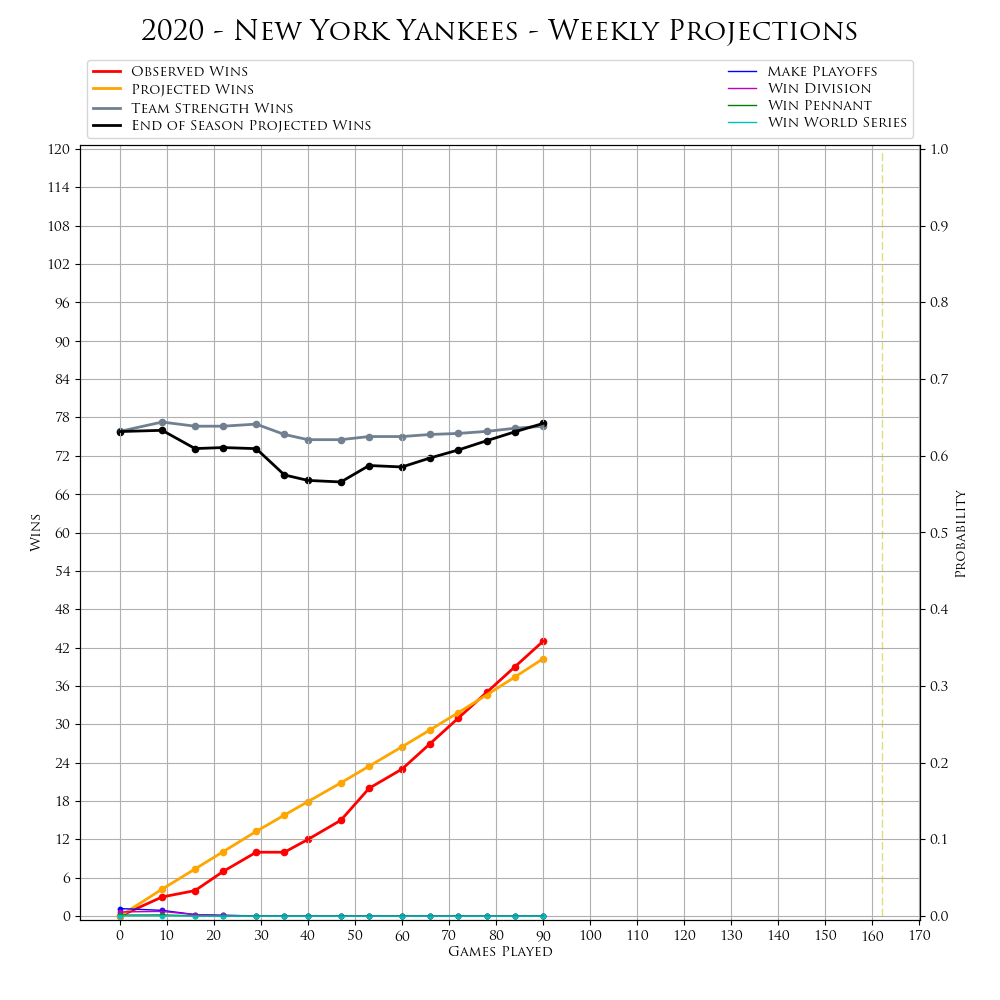 2020 - New York Yankees - Weekly Projections
Observed Wins
Projected Wins
Team Strength Wins
End of Season Projected Wins
Make Playoffs
Win Division
Win Pennant
Win World Series
120
114
108
102
96
90
84
78
72
66
60
54
48
42
36
30
24
18
12
6
0
Wins
1.0
0.9
0.8
0.7
0.6
0.5
0.4
0.3
0.2
0.1
0.0
Probability
0 10 20 30 40 50 60 70 80 90 100 110 120 130 140 150 160 170
Games Played